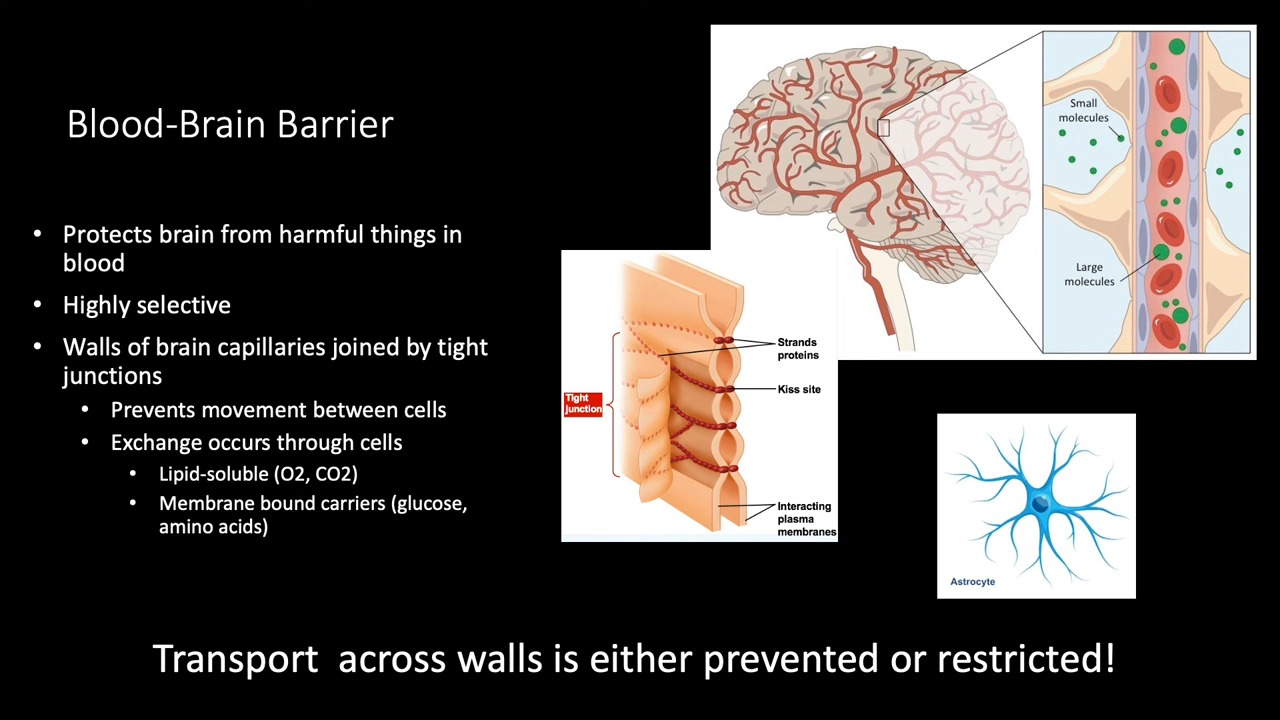 Blood-Brain Barrier
• Protects brain from harmful things in
blood
• Highly selective
• Walls of brain capillaries joined by tight
junctions
• Prevents movement between cells
• Exchange occurs through cells
• Lipid-soluble (O2, CO2)
• Membrane bound carriers (glucose,
amino acids)
Small
molecules
Large
molecules
Strands
proteins
Kiss site
Tight
junction
Interacting
plasma
membranes
Astrocyte
Transport  across walls is either prevented or restricted!